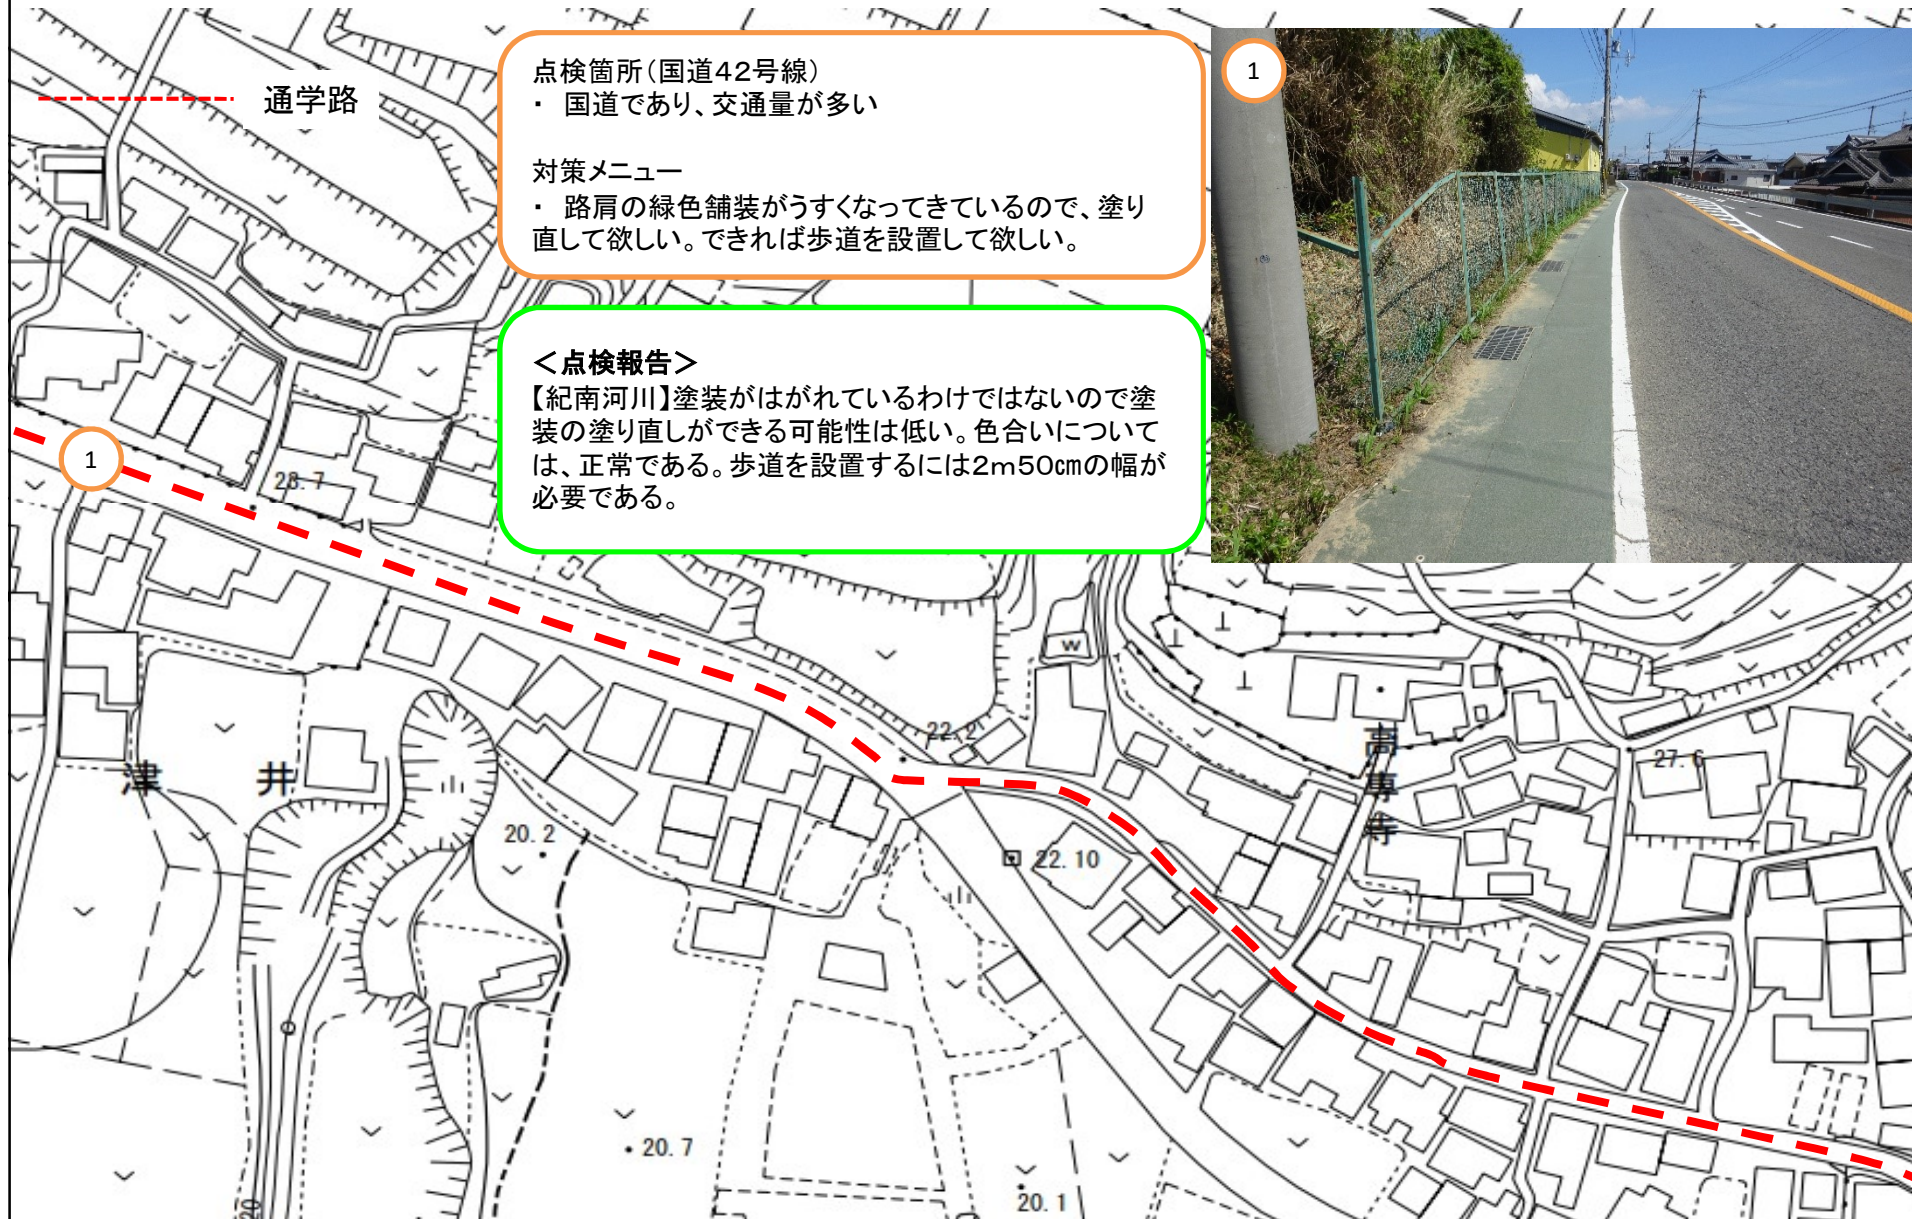 通学路
点検箇所（国道４２号線）
・ 国道であり、交通量が多い
対策メニュー
・ 路肩の緑色舗装がうすくなってきているので、塗り
直して欲しい。できれば歩道を設置して欲しい。
1
＜点検報告＞
【紀南河川】塗装がはがれているわけではないので塗
装の塗り直しができる可能性は低い。色合いについて
は、正常である。歩道を設置するには２ｍ５０㎝の幅が
必要である。
1
23.7
W
22.2
高専寺
27.6
津井
20.2
22.10
20.7
20.1
20